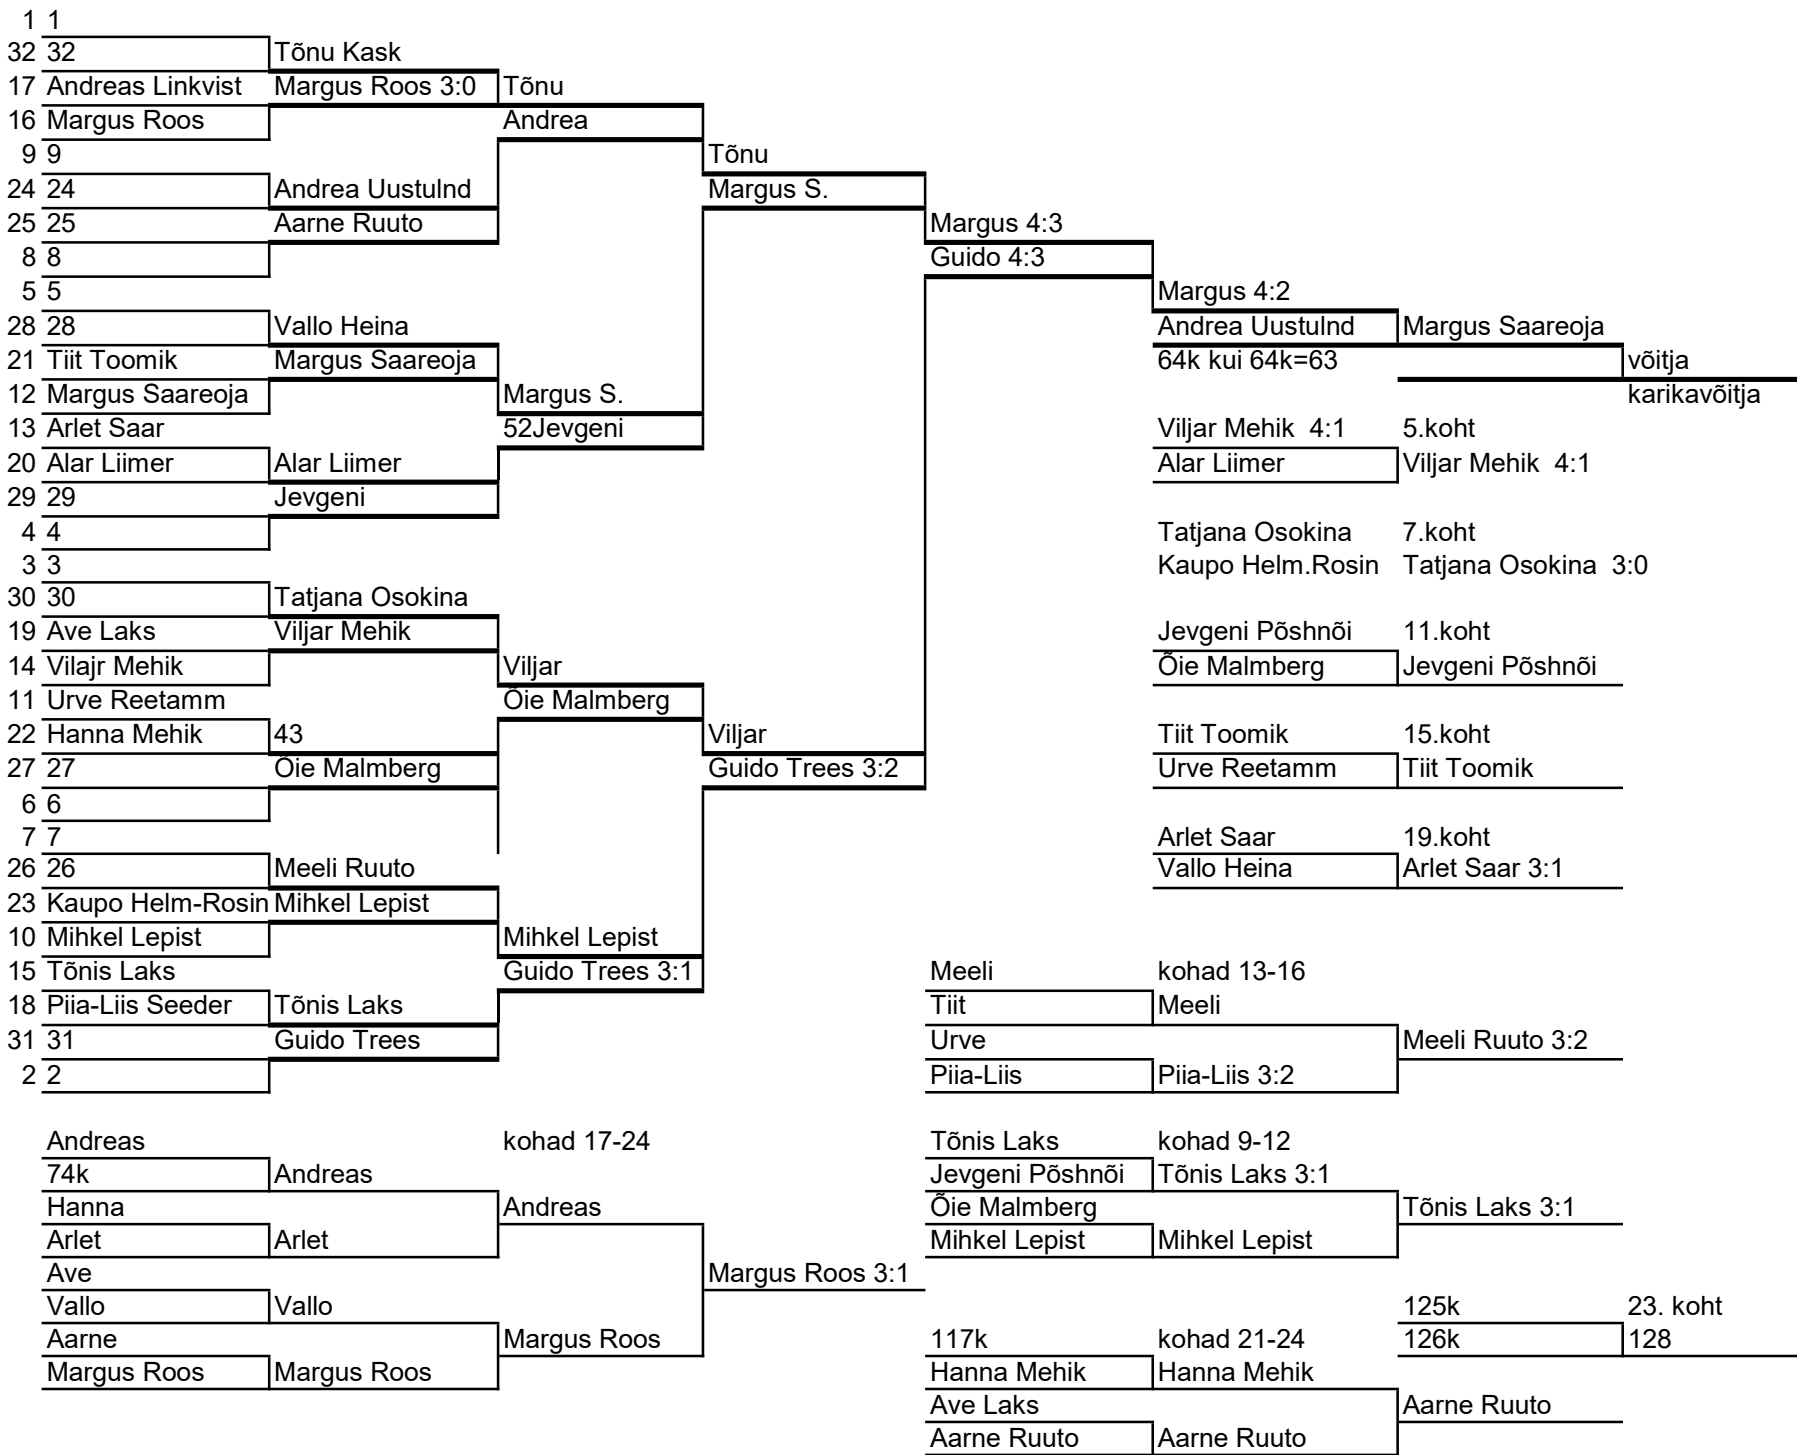 1 1
32 32 Tõnu Kask
17 Andreas Linkvist Margus Roos 3:0 Tõnu
16 Margus Roos Andrea
9 9 Tõnu
24 24 Andrea Uustulnd Margus S.
25 25 Aarne Ruuto Margus 4:3
8 8 Guido 4:3
5 5 Margus 4:2
28 28 Vallo Heina Andrea Uustulnd Margus Saareoja
21 Tiit Toomik Margus Saareoja 64k kui 64k=63 võitja
12 Margus Saareoja Margus S. karikavõitja
13 Arlet Saar 52Jevgeni Viljar Mehik 4:1 5.koht
20 Alar Liimer Alar Liimer Alar Liimer Viljar Mehik 4:1
29 29 Jevgeni
4 4 Tatjana Osokina 7.koht
3 3 Kaupo Helm.Rosin Tatjana Osokina 3:0
30 30 Tatjana Osokina
19 Ave Laks Viljar Mehik Jevgeni Põshnõi 11.koht
14 Vilajr Mehik Viljar Õie Malmberg Jevgeni Põshnõi
11 Urve Reetamm Õie Malmberg
22 Hanna Mehik 43 Viljar Tiit Toomik 15.koht
27 27 Õie Malmberg Guido Trees 3:2 Urve Reetamm Tiit Toomik
6 6
7 7 Arlet Saar 19.koht
26 26 Meeli Ruuto Vallo Heina Arlet Saar 3:1
23 Kaupo Helm-Rosin Mihkel Lepist
10 Mihkel Lepist Mihkel Lepist
15 Tõnis Laks Guido Trees 3:1 Meeli kohad 13-16
18 Piia-Liis Seeder Tõnis Laks Tiit Meeli
31 31 Guido Trees Urve Meeli Ruuto 3:2
2 2 Piia-Liis Piia-Liis 3:2
Andreas kohad 17-24 Tõnis Laks kohad 9-12
74k Andreas Jevgeni Põshnõi Tõnis Laks 3:1
Hanna Andreas Õie Malmberg Tõnis Laks 3:1
Arlet Arlet Mihkel Lepist Mihkel Lepist
Ave Margus Roos 3:1
Vallo Vallo 125k 23. koht
Aarne Margus Roos 117k kohad 21-24 126k 128
Margus Roos Margus Roos Hanna Mehik Hanna Mehik
Ave Laks Aarne Ruuto
Aarne Ruuto Aarne Ruuto